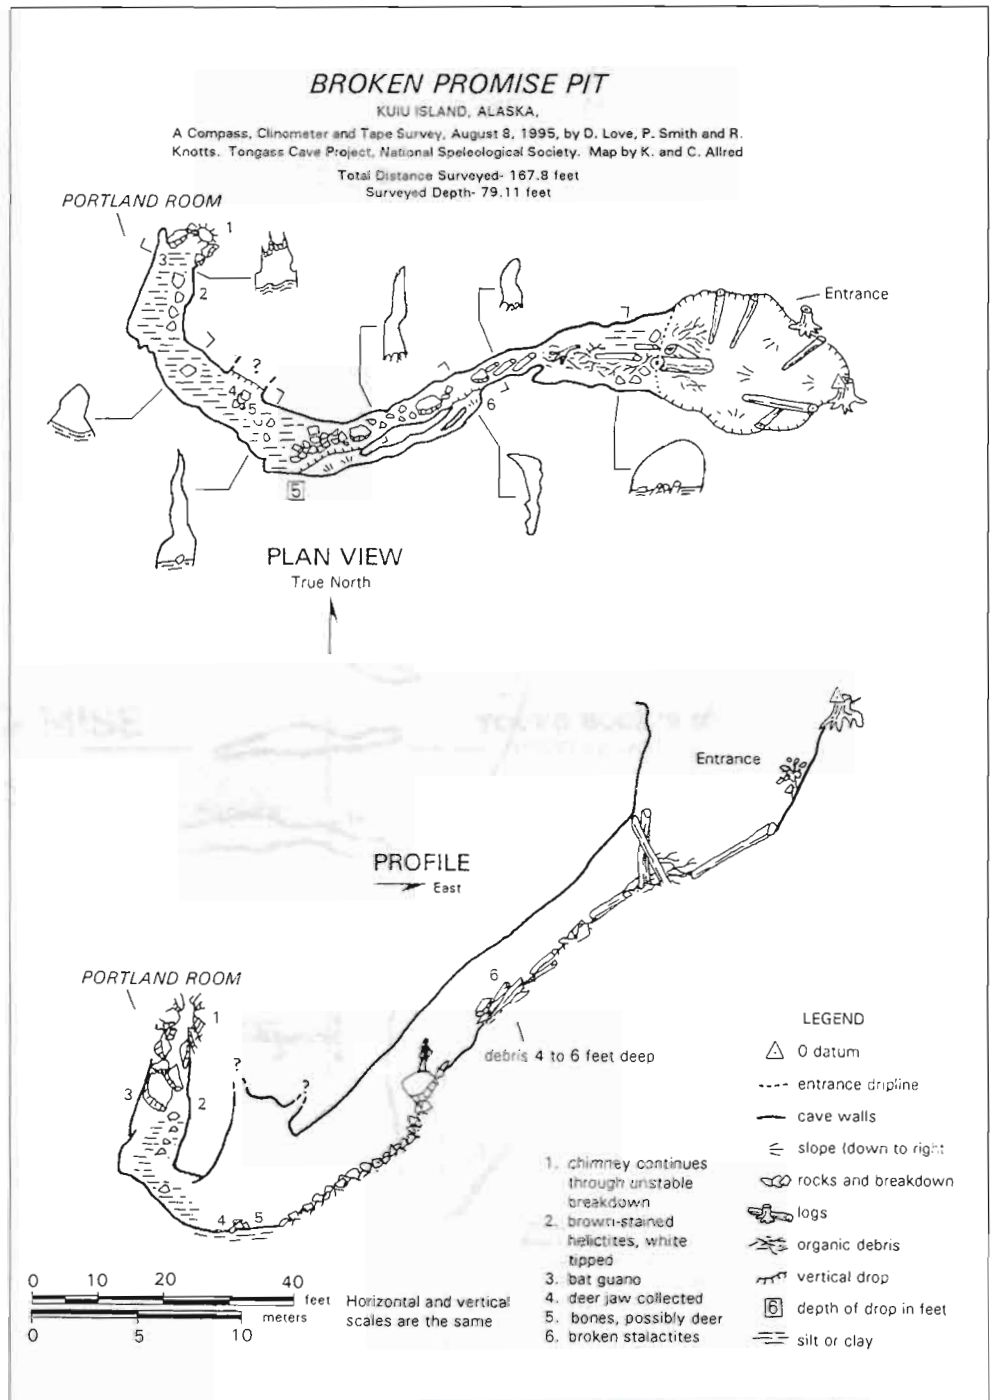 BROKEN PROMISE PIT
KUIU ISLAND, ALASKA,
A Compass, Clinometer and Tape Survey, August 8, 1995, by D. Love, P. Smith and R.
Knotts. Tongass Cave Project, National Speleological Society. Map by K. and C. Allred
Total Distance Surveyed- 167.8 feet
Surveyed Depth- 79.11 feet
PORTLAND ROOM
1
3
2
Entrance
?
4
5
6
5
PLAN VIEW
True North
Entrance
PROFILE
East
PORTLAND ROOM
6
1
debris 4 to 6 feet deep
?
?
3
2
4
5
LEGEND
0 datum
entrance dripline
cave walls
slope (down to right
rocks and breakdown
logs
organic debris
vertical drop
6 depth of drop in feet
silt or clay
1. chimney continues
through unstable
breakdown
2. brown-stained
helictites, white
tipped
3. bat guano
4. deer jaw collected
5. bones, possibly deer
6. broken stalactites
0 10 20 40
feet
meters
0 5 10
Horizontal and vertical
scales are the same